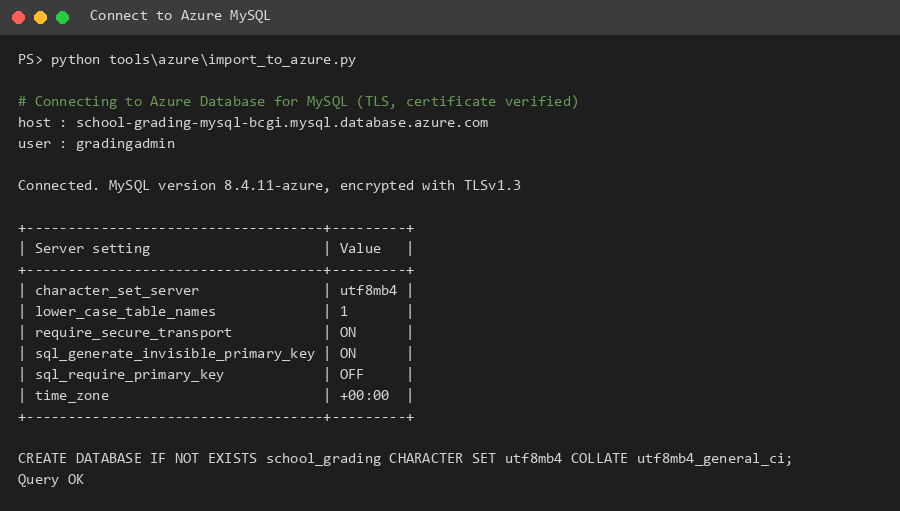 Connect to Azure MySQL
PS> python tools\azure\import_to_azure.py
# Connecting to Azure Database for MySQL (TLS, certificate verified)
host : school-grading-mysql-bcgi.mysql.database.azure.com
user : gradingadmin
Connected. MySQL version 8.4.11-azure, encrypted with TLSv1.3
+------------------------------------+---------+
| Server setting                     | Value   |
+------------------------------------+---------+
| character_set_server               | utf8mb4 |
| lower_case_table_names             | 1       |
| require_secure_transport           | ON      |
| sql_generate_invisible_primary_key | ON      |
| sql_require_primary_key            | OFF     |
| time_zone                          | +00:00  |
+------------------------------------+---------+
CREATE DATABASE IF NOT EXISTS school_grading CHARACTER SET utf8mb4 COLLATE utf8mb4_general_ci;
Query OK